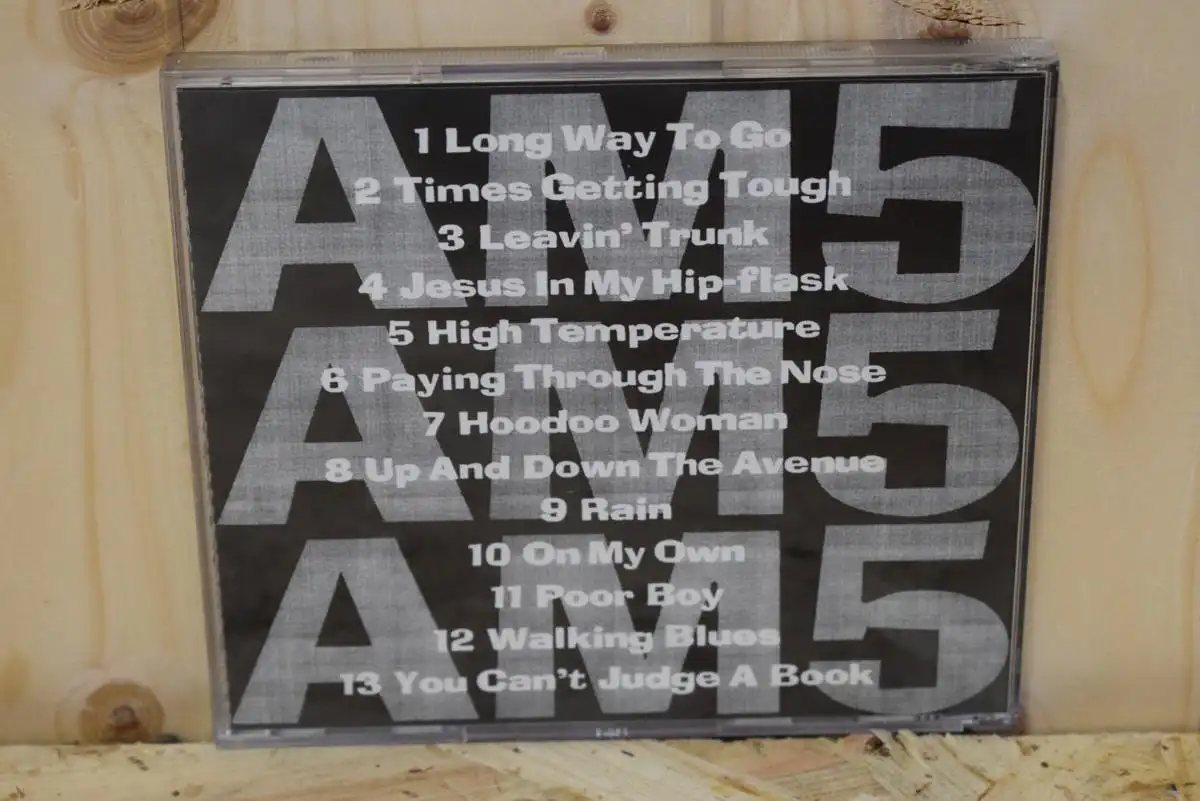 AM5
1 Long Way To Go
2 Times Getting Tough
3 Leavin' Trunk
4 Jesus In My Hip-flask
AM5
5 High Temperature
6 Paying Through The Nose
7 Hoodoo Woman
8 Up And Down The Avenue
9 Rain
AM5
10 On My Own
11 Poor Boy
12 Walking Blues
13 You Can't Judge A Book